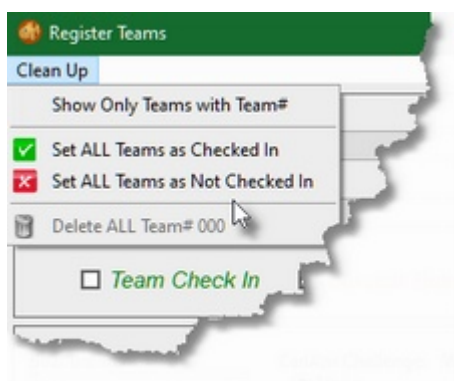 Register Teams
Clean Up
Show Only Teams with Team#
Set ALL Teams as Checked In
Set ALL Teams as Not Checked In
Delete ALL Team# 000
Team Check In